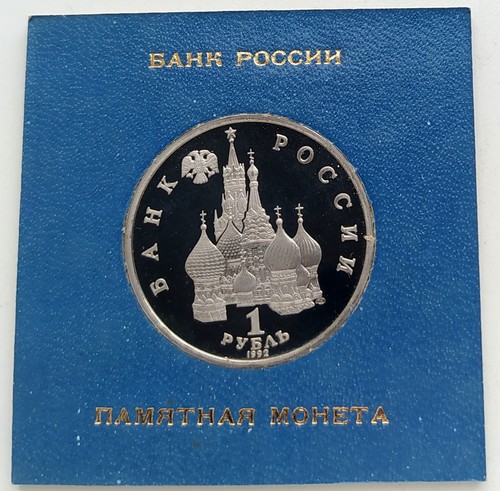 БАНК РОССИИ
БАНК РОССИИ
1
РУБЛЬ
1992
ПАМЯТНАЯ МОНЕТА